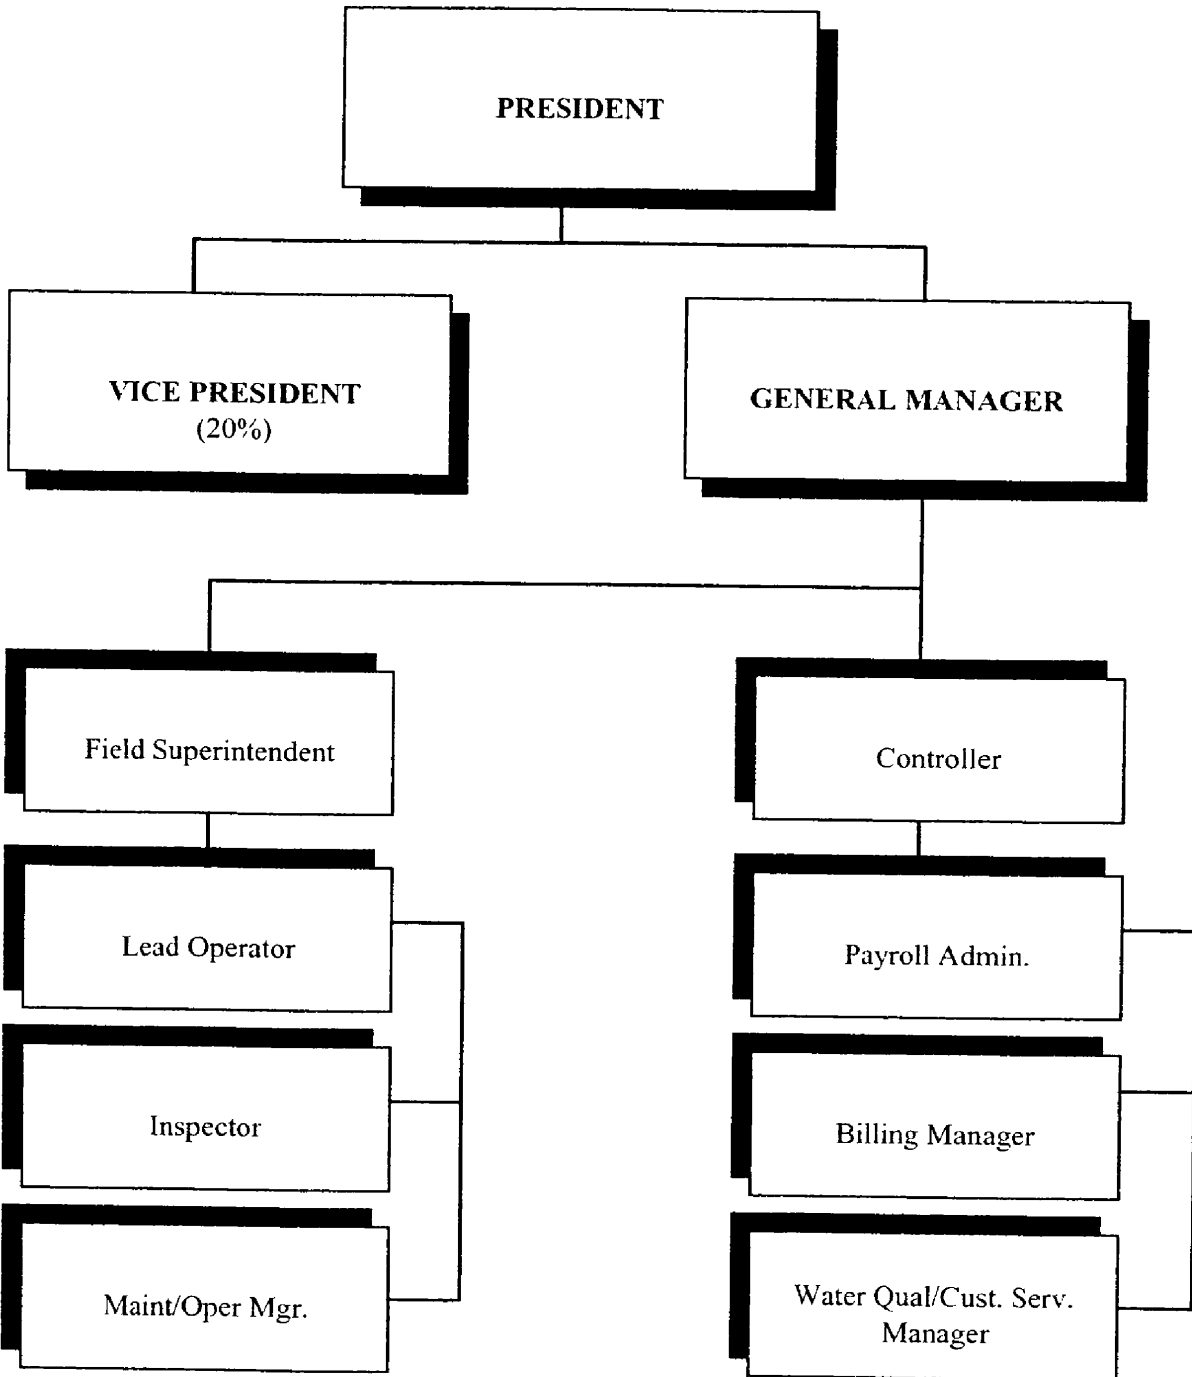 PRESIDENT
VICE PRESIDENT
(20%)
GENERAL MANAGER
Field Superintendent
Controller
Lead Operator
Payroll Admin.
Inspector
Billing Manager
Maint/Oper Mgr.
Water Qual/Cust. Serv.
Manager